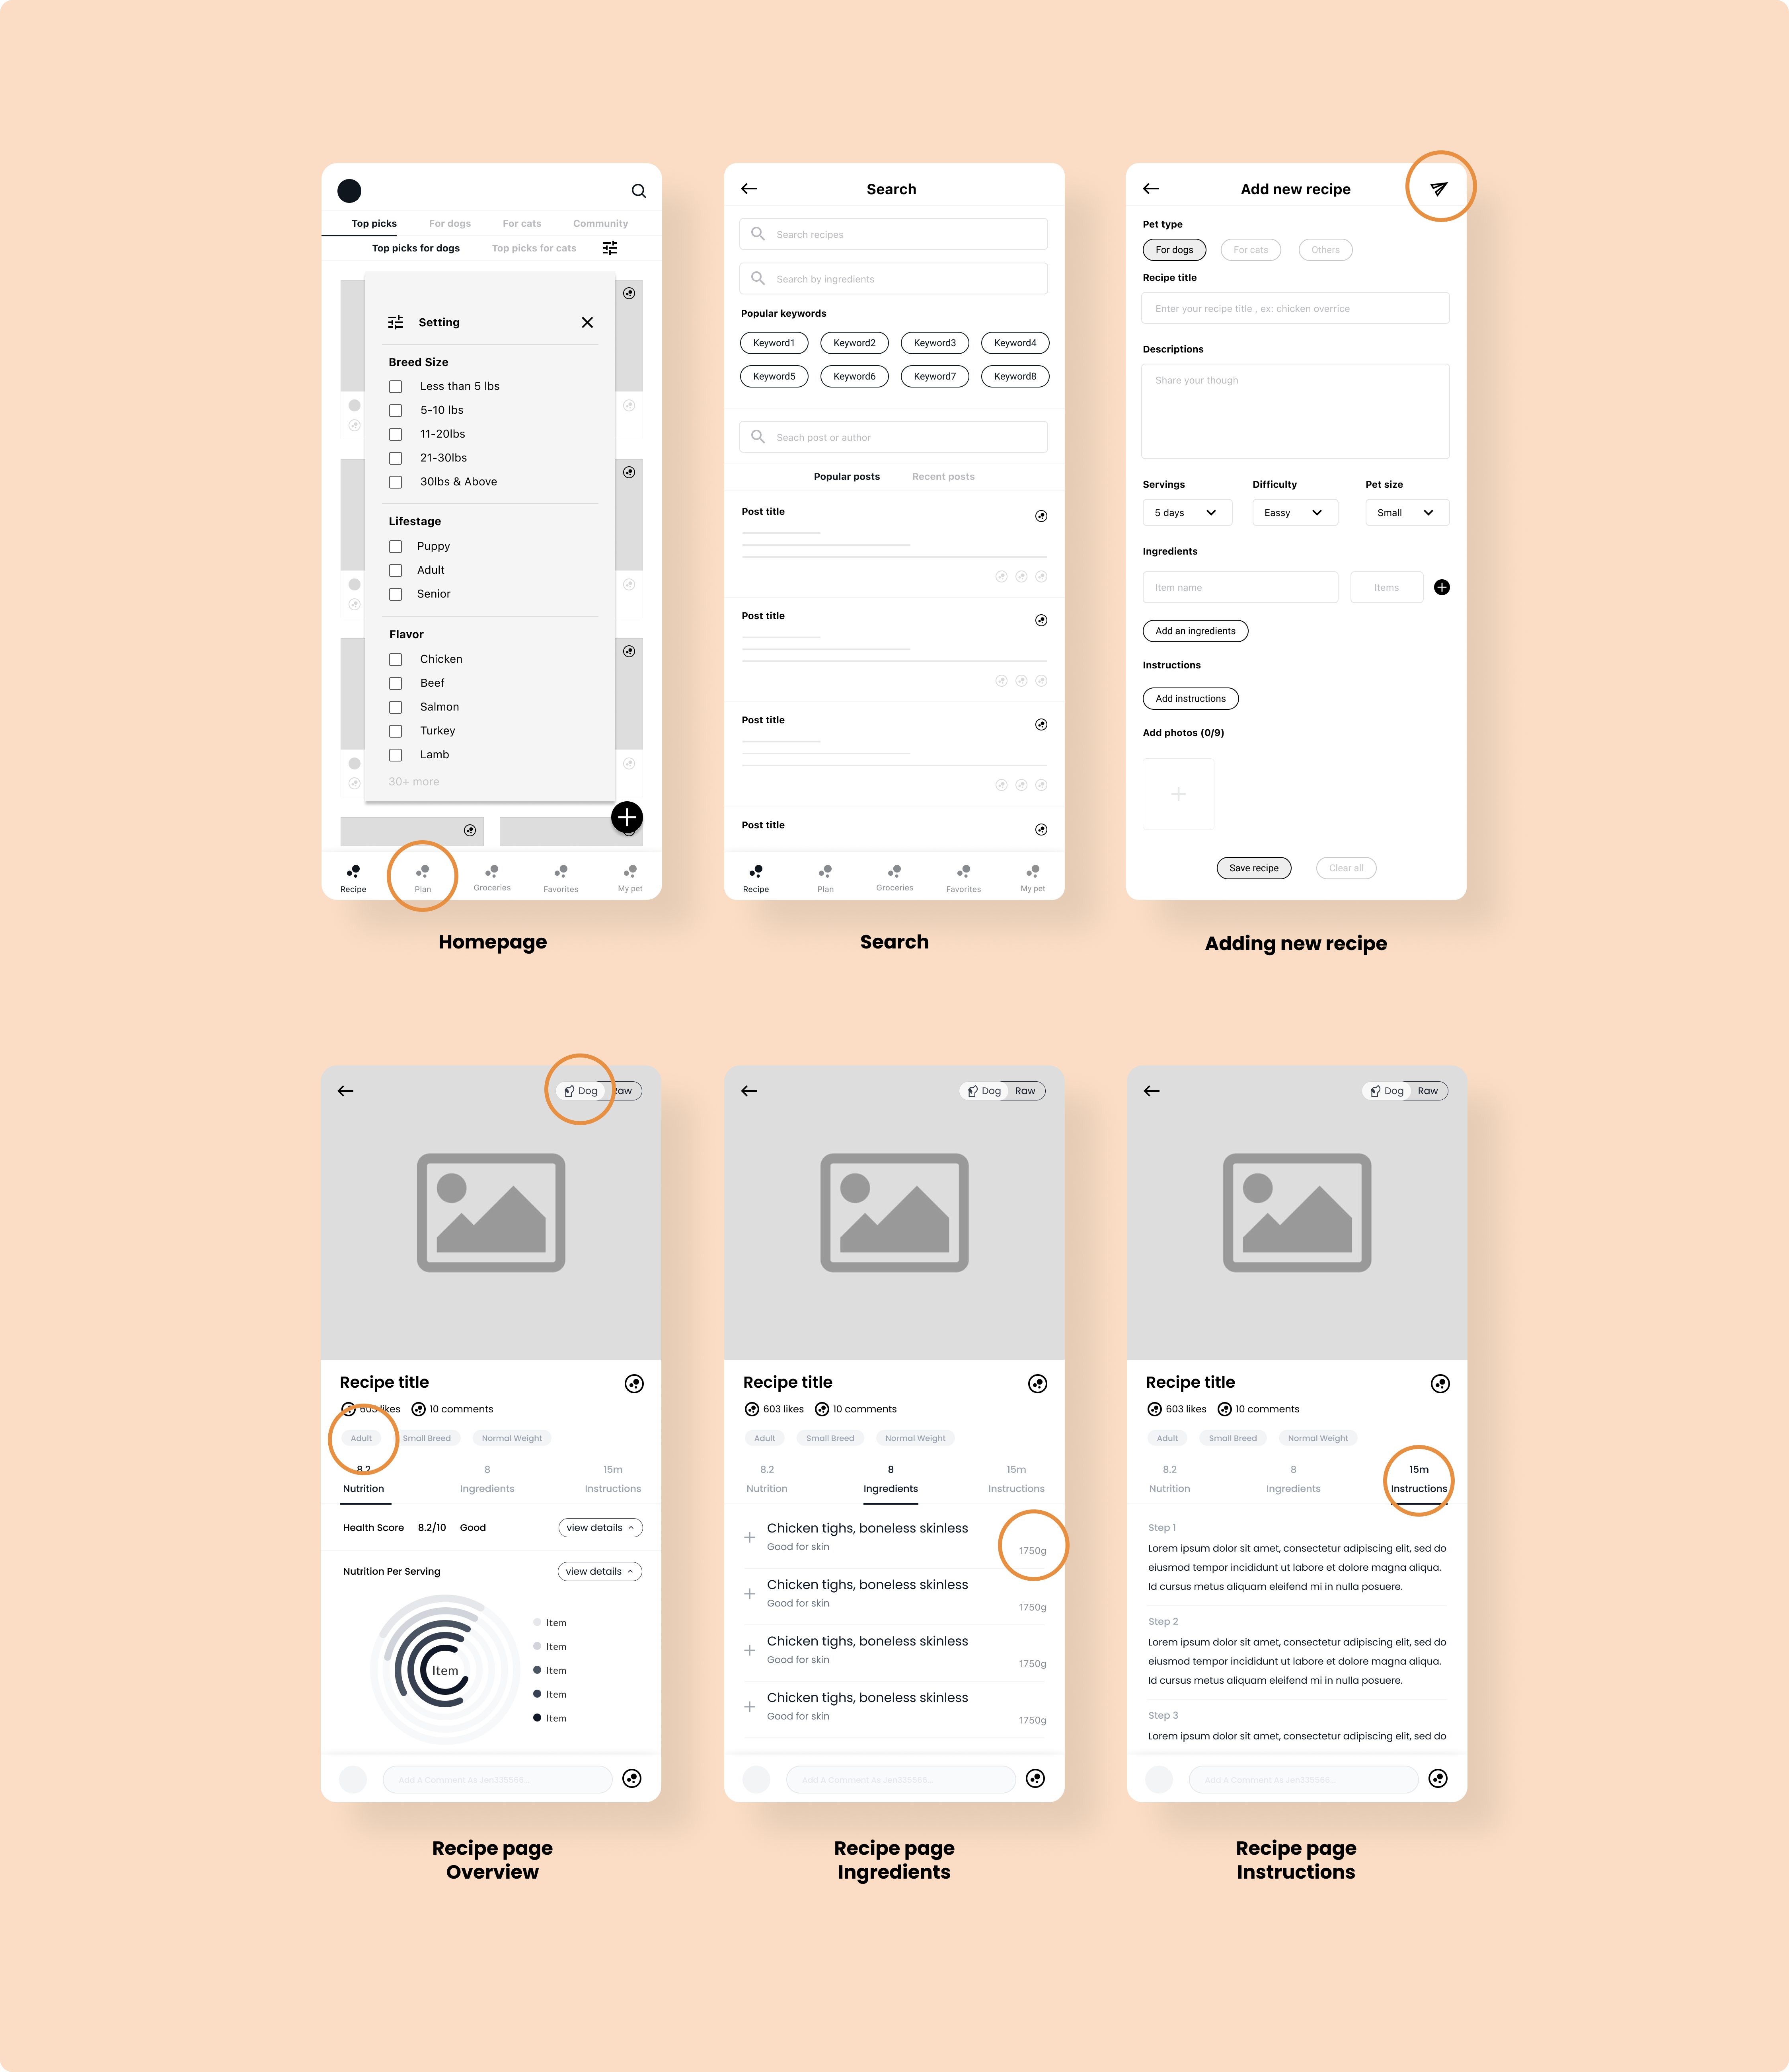 Top picks For dogs For cats Community
Top picks for dogs Top picks for cats
Setting
Breed Size
Less than 5 lbs
5-10 lbs
11-20lbs
21-30lbs
30lbs & Above
Lifestage
Puppy
Adult
Senior
Flavor
Chicken
Beef
Salmon
Turkey
Lamb
30+ more
Recipe Plan Groceries Favorites My pet
Homepage
Search
Search recipes
Search by ingredients
Popular keywords
Keyword1 Keyword2 Keyword3 Keyword4
Keyword5 Keyword6 Keyword7 Keyword8
Seach post or author
Popular posts Recent posts
Post title
Post title
Post title
Post title
Recipe Plan Groceries Favorites My pet
Search
Add new recipe
Pet type
For dogs For cats Others
Recipe title
Enter your recipe title , ex: chicken overrice
Descriptions
Share your though
Servings Difficulty Pet size
5 days Eassy Small
Ingredients
Item name Items
Add an ingredients
Instructions
Add instructions
Add photos (0/9)
Save recipe Clear all
Adding new recipe
Dog Raw
Recipe title
603 likes 10 comments
Adult Small Breed Normal Weight
8.2 8 15m
Nutrition Ingredients Instructions
Health Score 8.2/10 Good view details
Nutrition Per Serving view details
Item
Item
Item
Item
Item
Item
Add A Comment As Jen335566...
Recipe page
Overview
Dog Raw
Recipe title
603 likes 10 comments
Adult Small Breed Normal Weight
8.2 8 15m
Nutrition Ingredients Instructions
Chicken tighs, boneless skinless
Good for skin 1750g
Chicken tighs, boneless skinless
Good for skin 1750g
Chicken tighs, boneless skinless
Good for skin 1750g
Chicken tighs, boneless skinless
Good for skin 1750g
Add A Comment As
Recipe page
Ingredients
Dog Raw
Recipe title
603 likes 10 comments
Adult Small Breed Normal Weight
8.2 8 15m
Nutrition Ingredients Instructions
Step 1
Lorem ipsum dolor sit amet, consectetur adipiscing elit, sed do
eiusmod tempor incididunt ut labore et dolore magna aliqua.
Id cursus metus aliquam eleifend mi in nulla posuere.
Step 2
Lorem ipsum dolor sit amet, consectetur adipiscing elit, sed do
eiusmod tempor incididunt ut labore et dolore magna aliqua.
Id cursus metus aliquam eleifend mi in nulla posuere.
Step 3
Lorem ipsum dolor sit amet, consectetur adipiscing elit, sed do
Add A Comment As
Recipe page
Instructions